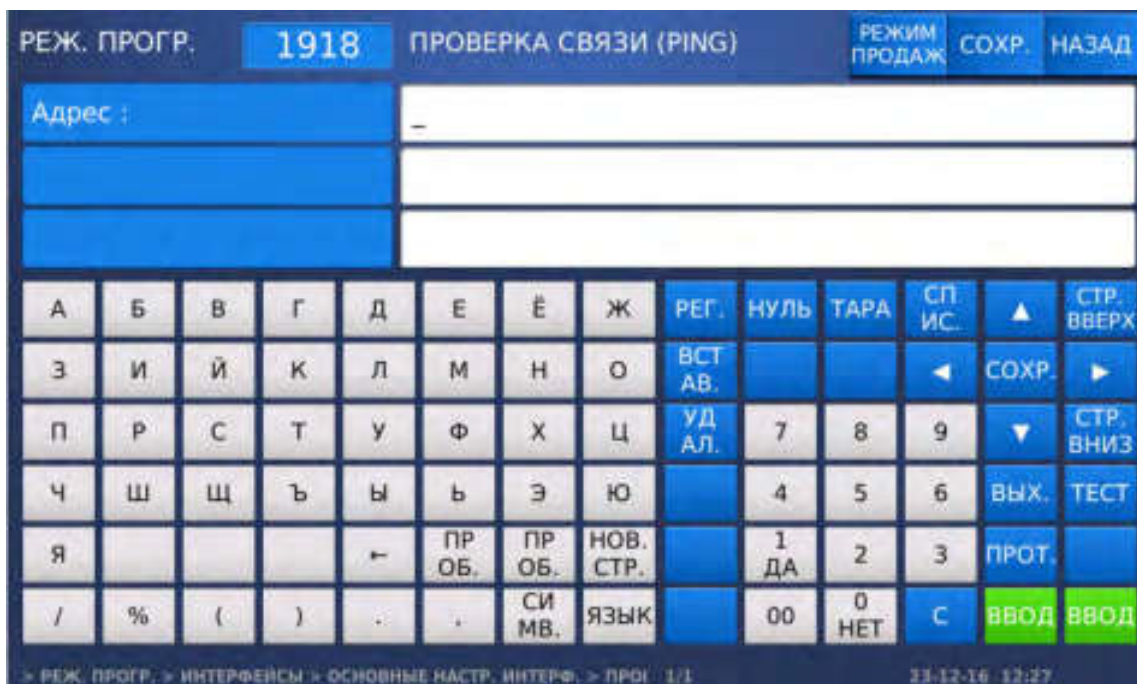 РЕЖ. ПРОГР. 1918 ПРОВЕРКА СВЯЗИ (PING) РЕЖИМ ПРОДАЖ СОХР. НАЗАД
Адрес : _
А Б В Г Д Е Ё Ж РЕГ. НУЛЬ ТАРА СП ИС. ▲ СТР. ВВЕРХ
З И Й К Л М Н О ВСТ АВ. ◄ СОХР. ►
П Р С Т У Ф Х Ц УД АЛ. 7 8 9 ▼ СТР. ВНИЗ
Ч Ш Щ Ъ Ы Ь Э Ю 4 5 6 ВЫХ. ТЕСТ
Я ← ПР ОБ. ПР ОБ. НОВ. СТР. 1 ДА 2 3 ПРОТ.
/ % ( ) . , СИ МВ. ЯЗЫК 00 0 НЕТ С ВВОД ВВОД
> РЕЖ. ПРОГР. > ИНТЕРФЕЙСЫ > ОСНОВНЫЕ НАСТР. ИНТЕРФ. > ПРОІ 1/1 23-12-16 12:27